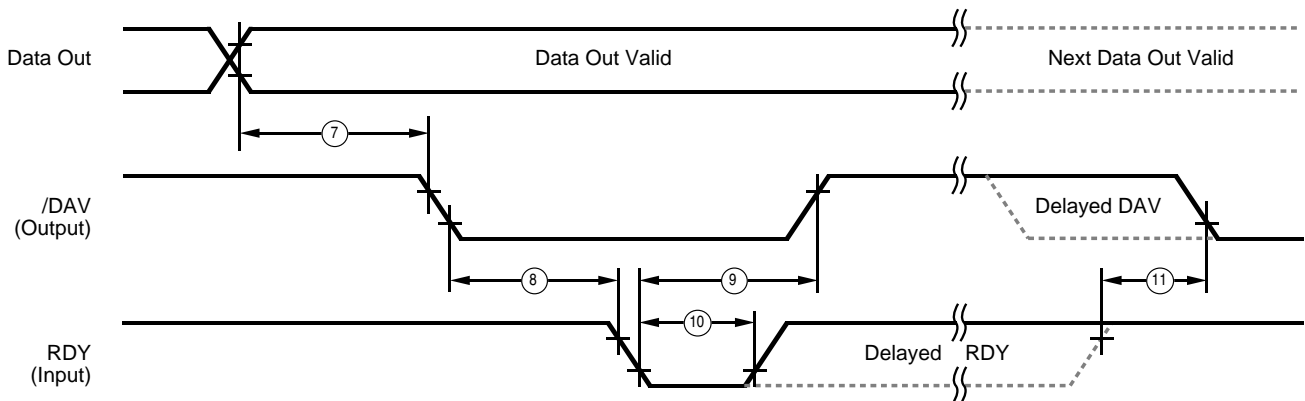 Data Out
Data Out Valid
Next Data Out Valid
7
/DAV
(Output)
Delayed DAV
8
9
11
10
RDY
(Input)
Delayed RDY